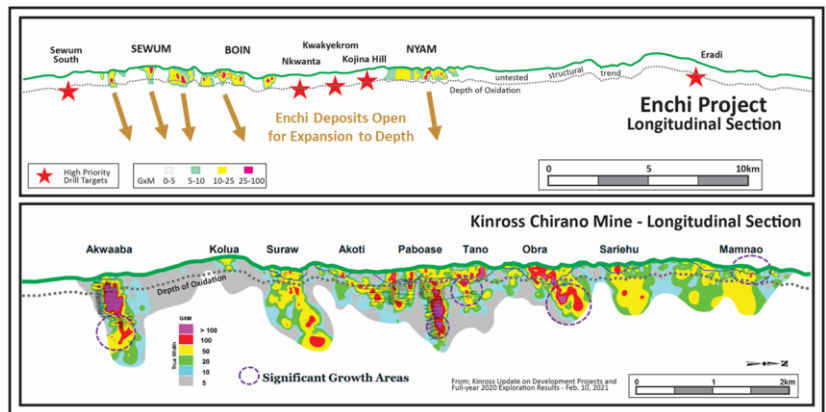 Sewum
South
SEWUM
BOIN
Nkwanta
Kwakyekrom
Kojina Hill
NYAM
Eradi
untested structural trend
Depth of Oxidation
Enchi Deposits Open
for Expansion to Depth
Enchi Project
Longitudinal Section
High Priority
Drill Targets
GxM 0-5 5-10 10-25 25-100
0 5 10km
Kinross Chirano Mine - Longitudinal Section
Akwaaba Kolua Suraw Akoti Paboase Tano Obra Sariehu Mamnao
Depth of Oxidation
GXM
True Width
> 100
100
50
20
10
5
Significant Growth Areas
N
From; Kinross Update on Development Projects and
Full-year 2020 Exploration Results - Feb. 10, 2021
0 1 2km